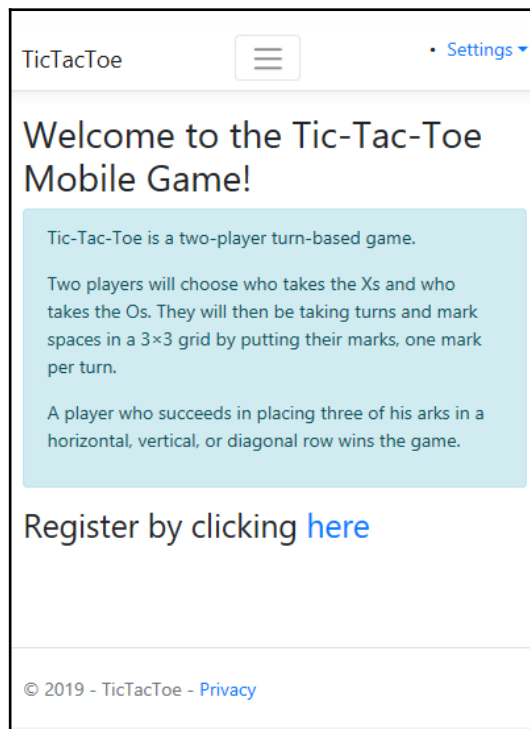 TicTacToe
• Settings
Welcome to the Tic-Tac-Toe
Mobile Game!
Tic-Tac-Toe is a two-player turn-based game.
Two players will choose who takes the Xs and who
takes the Os. They will then be taking turns and mark
spaces in a 3×3 grid by putting their marks, one mark
per turn.
A player who succeeds in placing three of his arks in a
horizontal, vertical, or diagonal row wins the game.
Register by clicking here
© 2019 - TicTacToe - Privacy